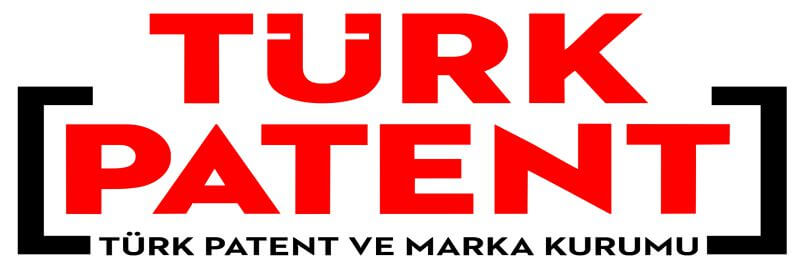 TÜRK
PATENT
TÜRK PATENT VE MARKA KURUMU